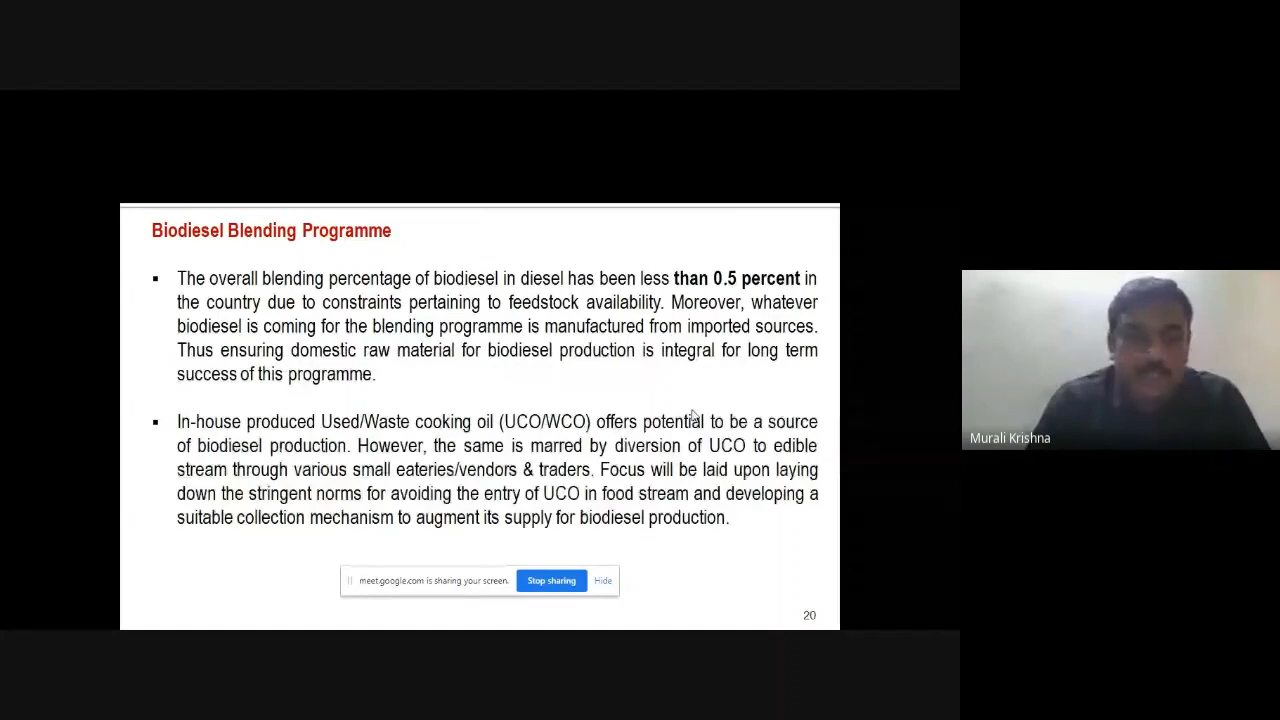 Biodiesel Blending Programme
▪ The overall blending percentage of biodiesel in diesel has been less than 0.5 percent in
the country due to constraints pertaining to feedstock availability. Moreover, whatever
biodiesel is coming for the blending programme is manufactured from imported sources.
Thus ensuring domestic raw material for biodiesel production is integral for long term
success of this programme.
▪ In-house produced Used/Waste cooking oil (UCO/WCO) offers potential to be a source
of biodiesel production. However, the same is marred by diversion of UCO to edible
stream through various small eateries/vendors & traders. Focus will be laid upon laying
down the stringent norms for avoiding the entry of UCO in food stream and developing a
suitable collection mechanism to augment its supply for biodiesel production.
meet.google.com is sharing your screen. Stop sharing Hide
20
Murali Krishna